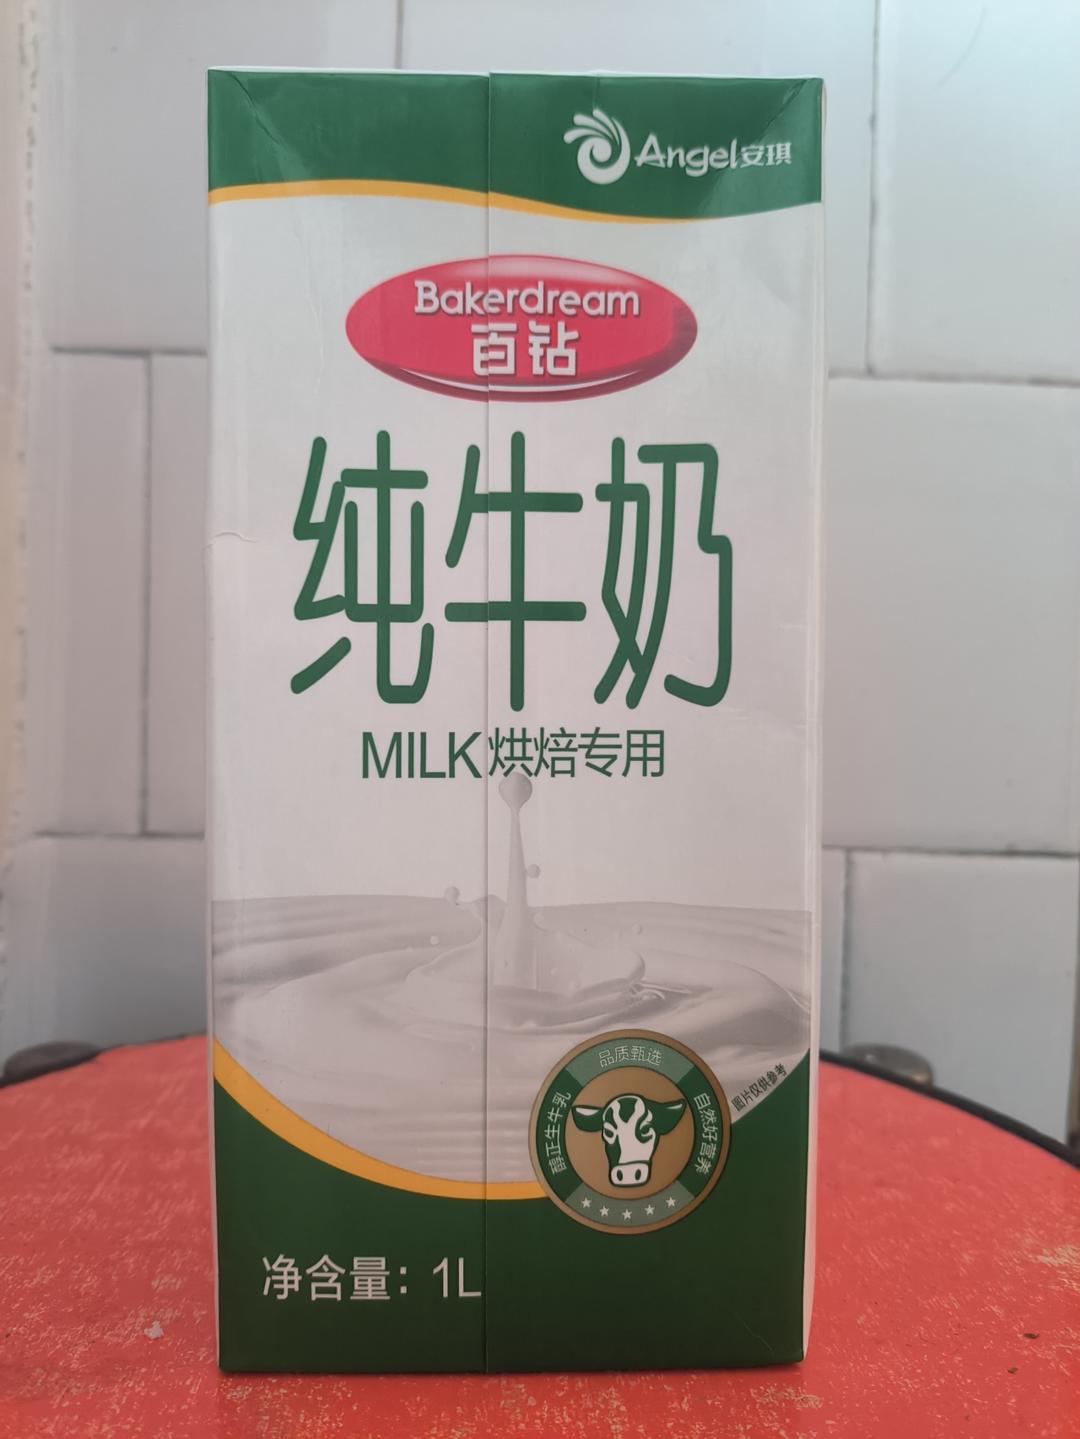 Angel安琪
Bakerdream
百钻
纯牛奶
MILK烘焙专用
品质甄选
醇正生牛乳
自然好营养
图片仅供参考
净含量：1L